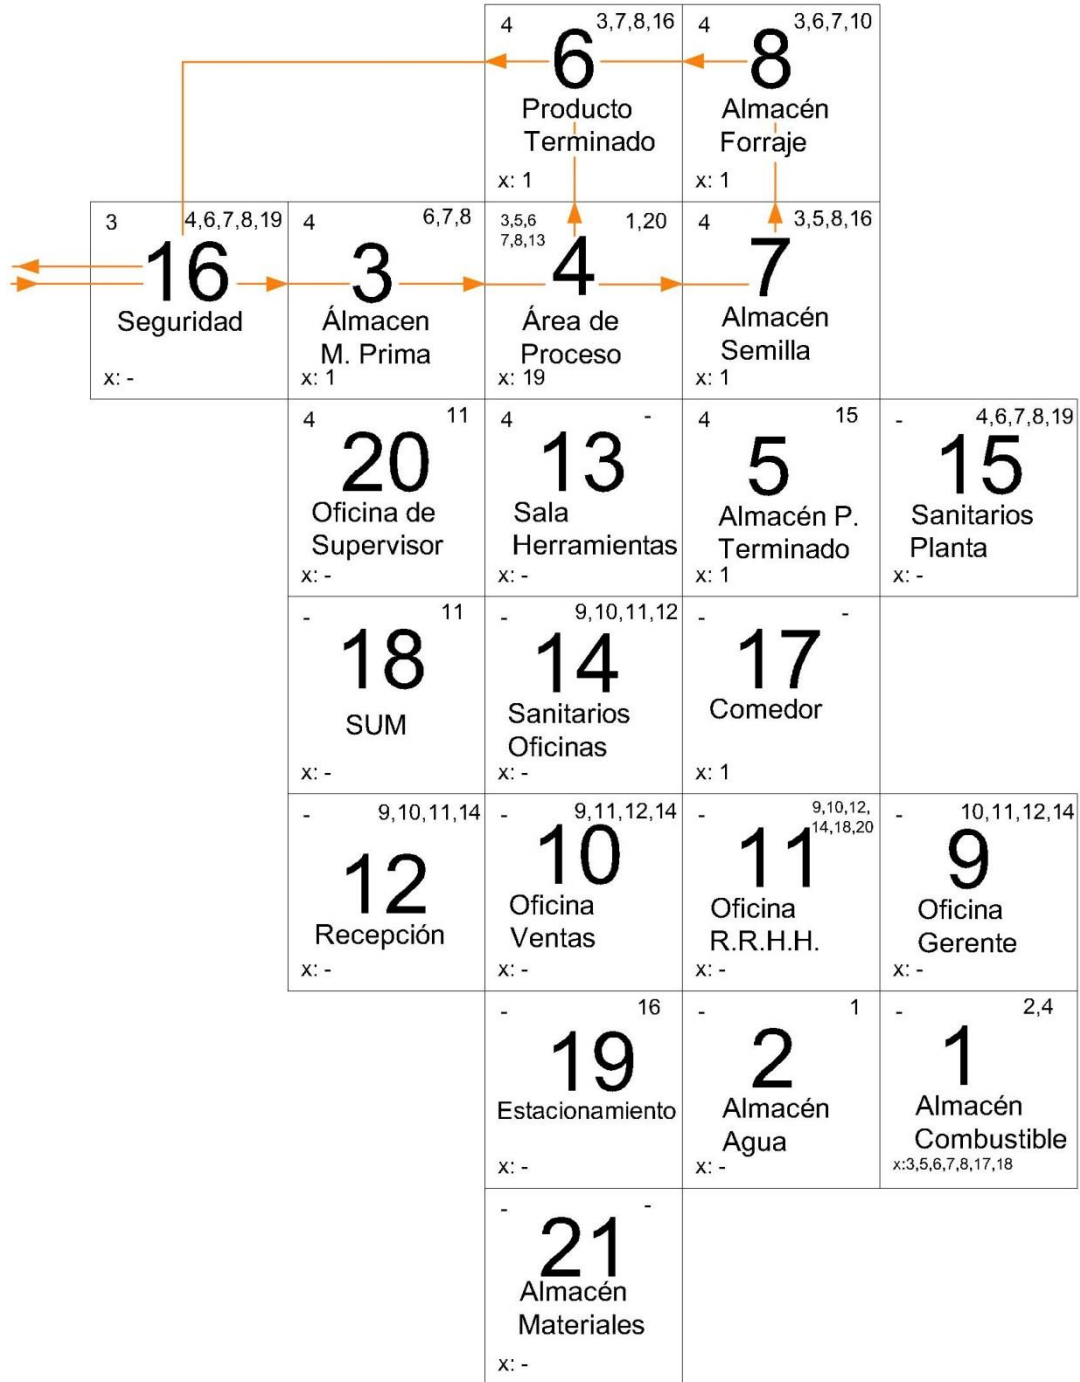 4 3,7,8,16
6
Producto
Terminado
x: 1
4 3,6,7,10
8
Almacén
Forraje
x: 1
3 4,6,7,8,19
16
Seguridad
x: -
4 6,7,8
3
Álmacen
M. Prima
x: 1
3,5,6 1,20
7,8,13
4
Área de
Proceso
x: 19
4 3,5,8,16
7
Almacén
Semilla
x: 1
4 11
20
Oficina de
Supervisor
x: -
4 -
13
Sala
Herramientas
x: -
4 15
5
Almacén P.
Terminado
x: 1
- 4,6,7,8,19
15
Sanitarios
Planta
x: -
- 11
18
SUM
x: -
- 9,10,11,12
14
Sanitarios
Oficinas
x: -
- -
17
Comedor
x: 1
- 9,10,11,14
12
Recepción
x: -
- 9,11,12,14
10
Oficina
Ventas
x: -
- 9,10,12,
14,18,20
11
Oficina
R.R.H.H.
x: -
- 10,11,12,14
9
Oficina
Gerente
x: -
- 16
19
Estacionamiento
x: -
- 1
2
Almacén
Agua
x: -
- 2,4
1
Almacén
Combustible
x:3,5,6,7,8,17,18
- -
21
Almacén
Materiales
x: -